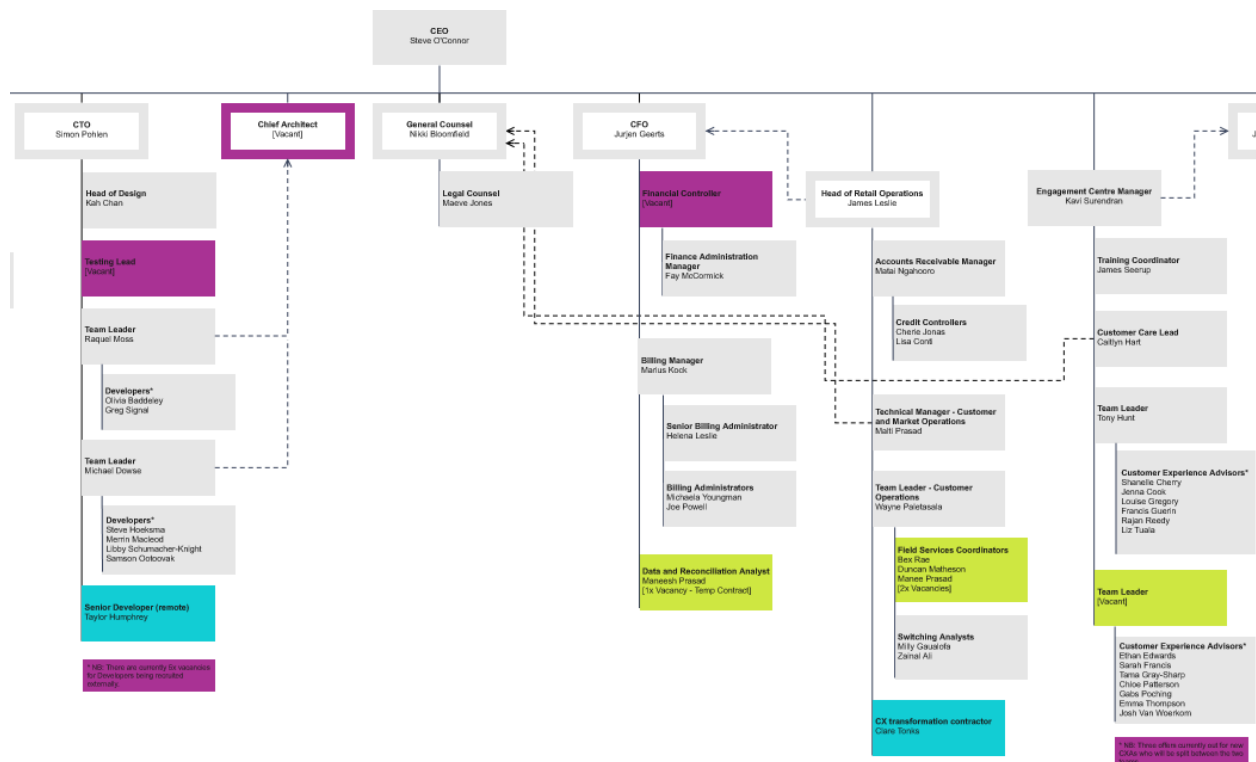 CEO
Steve O'Connor
CTO
Simon Pohlen
Chief Architect
[Vacant]
General Counsel
Nikki Bloomfield
CFO
Jurjen Geerts
J
Head of Design
Kah Chan
Legal Counsel
Maeve Jones
Financial Controller
[Vacant]
Head of Retail Operations
James Leslie
Engagement Centre Manager
Kavi Surendran
Testing Lead
[Vacant]
Finance Administration
Manager
Fay McCormick
Accounts Receivable Manager
Matai Ngahooro
Training Coordinator
James Seerup
Team Leader
Raquel Moss
Credit Controllers
Cherie Jonas
Lisa Conti
Customer Care Lead
Caitlyn Hart
Billing Manager
Marius Kock
Developers*
Olivia Baddeley
Greg Signal
Team Leader
Tony Hunt
Technical Manager - Customer
and Market Operations
Malti Prasad
Senior Billing Administrator
Helena Leslie
Team Leader
Michael Dowse
Customer Experience Advisors*
Shanelle Cherry
Jenna Cook
Louise Gregory
Francis Guerin
Rajan Reedy
Liz Tuala
Billing Administrators
Michaela Youngman
Joe Powell
Team Leader - Customer
Operations
Wayne Paletasala
Developers*
Steve Hoeksma
Merrin Macleod
Libby Schumacher-Knight
Samson Ootoovak
Field Services Coordinators
Bex Rae
Duncan Matheson
Manee Prasad
[2x Vacancies]
Data and Reconciliation Analyst
Maneesh Prasad
[1x Vacancy - Temp Contract]
Team Leader
[Vacant]
Senior Developer (remote)
Taylor Humphrey
Switching Analysts
Milly Gaualofa
Zainal Ali
Customer Experience Advisors*
Ethan Edwards
Sarah Francis
Tama Gray-Sharp
Chloe Patterson
Gabs Poching
Emma Thompson
Josh Van Woerkom
* NB: There are currently 5x vacancies
for Developers being recruited
externally.
CX transformation contractor
Clare Tonks
* NB: Three offers currently out for new
CXAs who will be split between the two